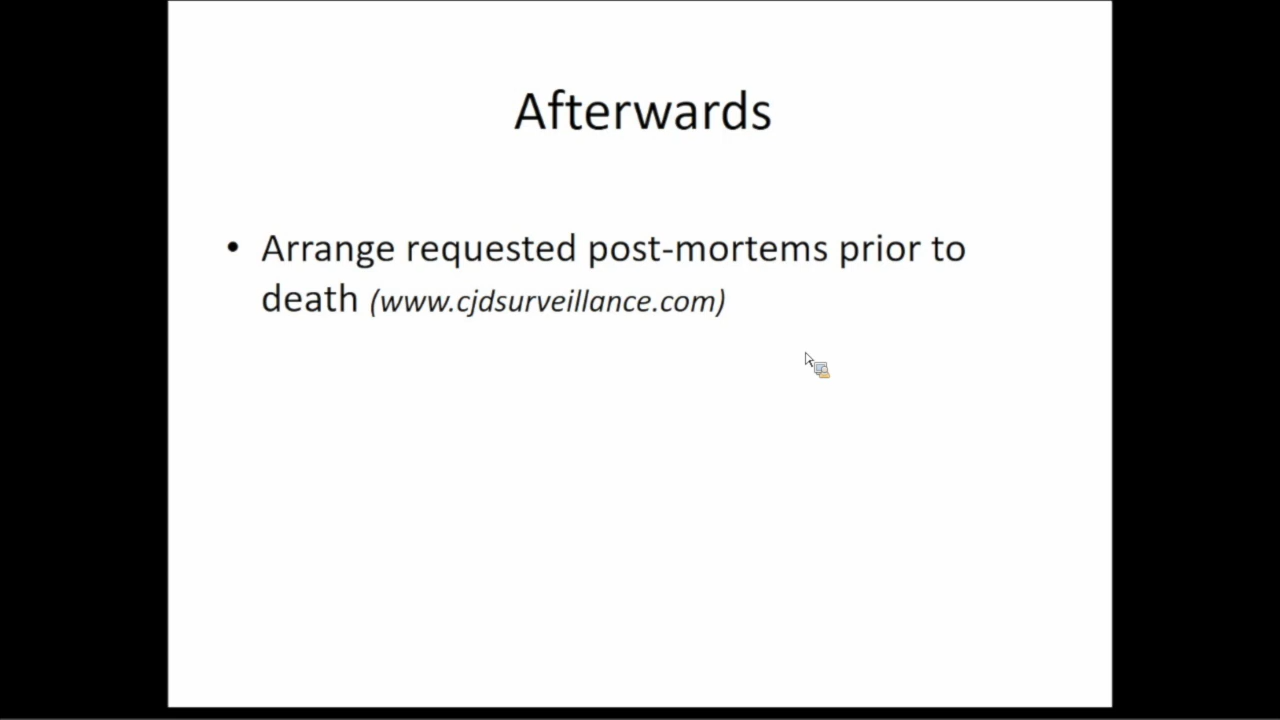 Afterwards
• Arrange requested post-mortems prior to
death (www.cjdsurveillance.com)